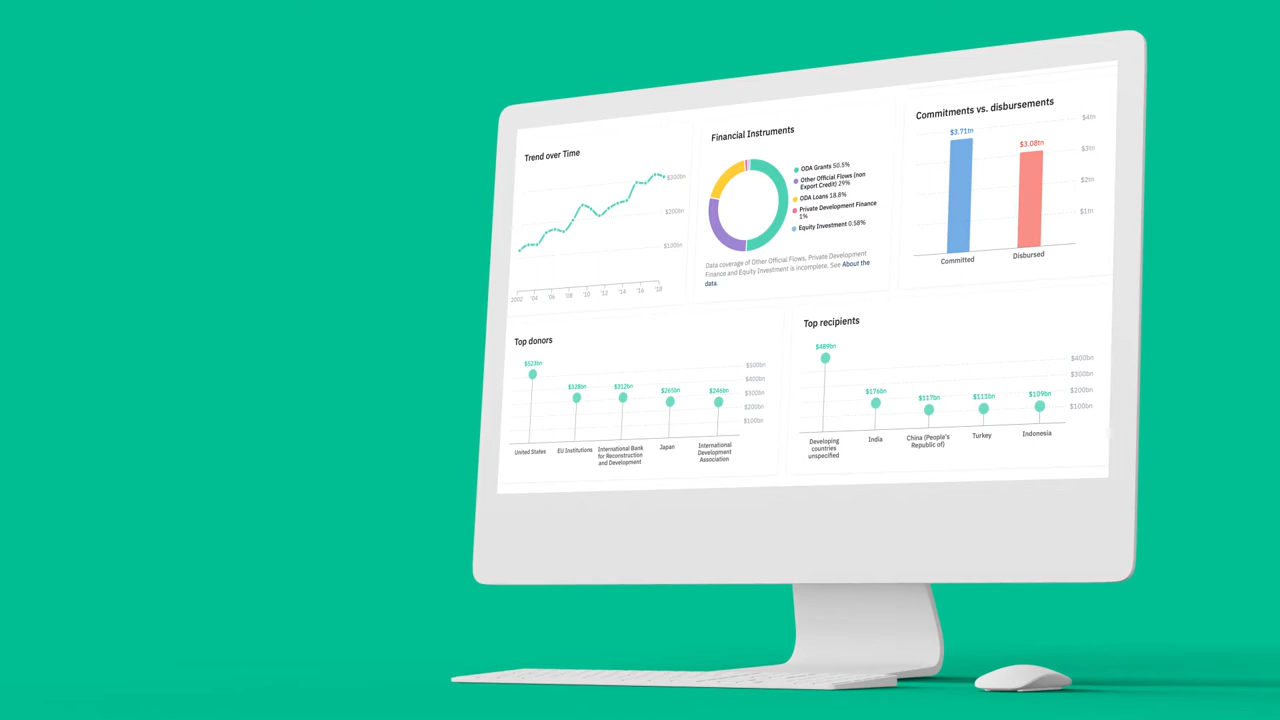 Trend over Time
$300bn
$200bn
$100bn
2002 '04 '06 '08 '10 '12 '14 '16 '18
Financial Instruments
ODA Grants 50.5%
Other Official Flows (non
Export Credit) 29%
ODA Loans 18.8%
Private Development Finance
1%
Equity Investment 0.58%
Data coverage of Other Official Flows, Private Development
Finance and Equity Investment is incomplete. See About the
data.
Commitments vs. disbursements
$4tn
$3tn
$2tn
$1tn
$3.71tn
$3.08tn
Committed
Disbursed
Top donors
$523bn
$328bn
$312bn
$265bn
$246bn
$500bn
$400bn
$300bn
$200bn
$100bn
United States
EU Institutions
International Bank
for Reconstruction
and Development
Japan
International
Development
Association
Top recipients
$489bn
$176bn
$117bn
$111bn
$109bn
$400bn
$300bn
$200bn
$100bn
Developing
countries
unspecified
India
China (People's
Republic of)
Turkey
Indonesia